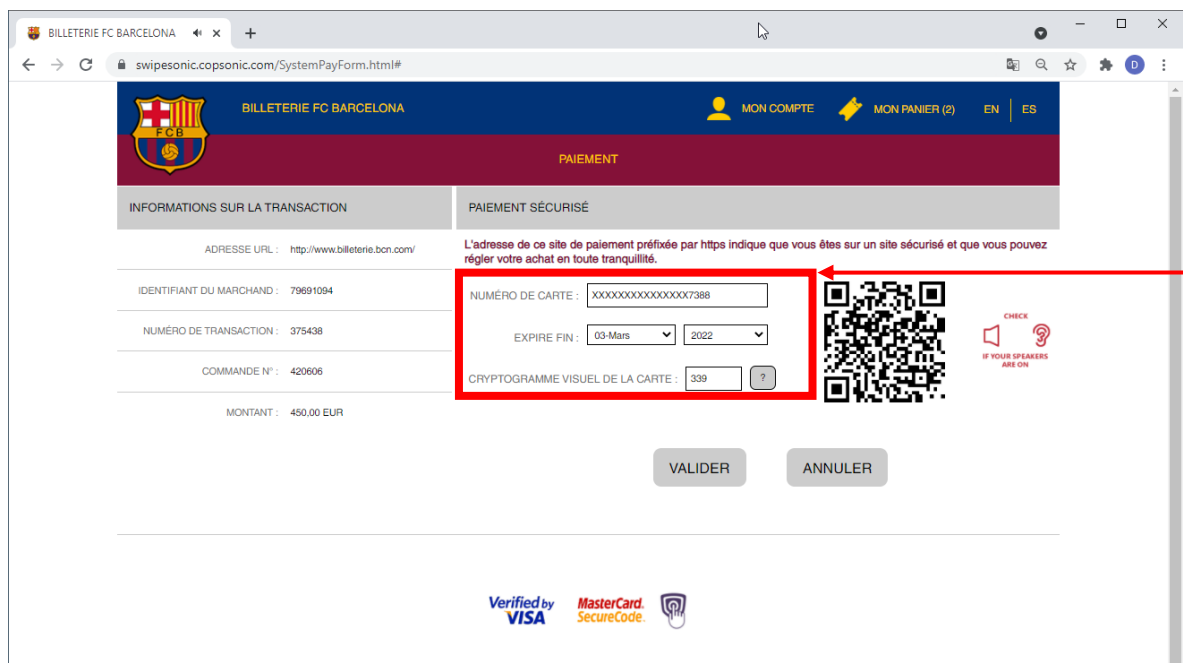 BILLETERIE FC BARCELONA
swipesonic.copsonic.com/SystemPayForm.html#
D
FCB
BILLETERIE FC BARCELONA
MON COMPTE
MON PANIER (2)
EN
ES
PAIEMENT
INFORMATIONS SUR LA TRANSACTION
PAIEMENT SÉCURISÉ
ADRESSE URL : http://www.billeterie.bcn.com/
L'adresse de ce site de paiement préfixée par https indique que vous êtes sur un site sécurisé et que vous pouvez
régler votre achat en toute tranquillité.
IDENTIFIANT DU MARCHAND : 79691094
NUMÉRO DE CARTE : XXXXXXXXXXXXXXX7388
NUMÉRO DE TRANSACTION : 375438
EXPIRE FIN : 03-Mars 2022
CHECK
IF YOUR SPEAKERS
ARE ON
COMMANDE N° : 420606
CRYPTOGRAMME VISUEL DE LA CARTE : 339 ?
MONTANT : 450,00 EUR
VALIDER
ANNULER
Verified by
VISA
MasterCard.
SecureCode.